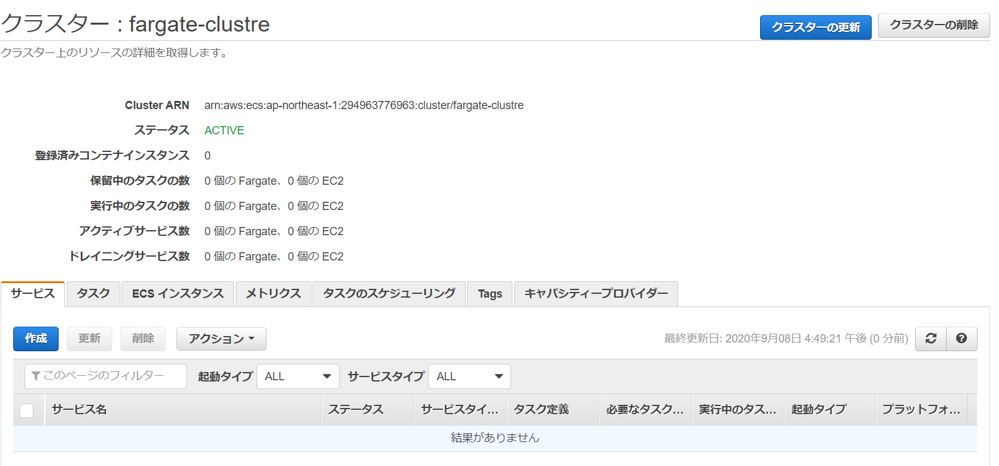 クラスター : fargate-clustre
クラスターの更新
クラスターの削除
クラスター上のリソースの詳細を取得します。
Cluster ARN arn:aws:ecs:ap-northeast-1:294963776963:cluster/fargate-clustre
ステータス ACTIVE
登録済みコンテナインスタンス 0
保留中のタスクの数 0 個の Fargate、0 個の EC2
実行中のタスクの数 0 個の Fargate、0 個の EC2
アクティブサービス数 0 個の Fargate、0 個の EC2
ドレイニングサービス数 0 個の Fargate、0 個の EC2
サービス タスク ECS インスタンス メトリクス タスクのスケジューリング Tags キャパシティープロバイダー
作成 更新 削除 アクション 最終更新日: 2020年9月08日 4:49:21 午後 (0 分前)
このページのフィルター 起動タイプ ALL サービスタイプ ALL
サービス名 ステータス サービスタイ... タスク定義 必要なタスク... 実行中のタス... 起動タイプ プラットフォ...
結果がありません